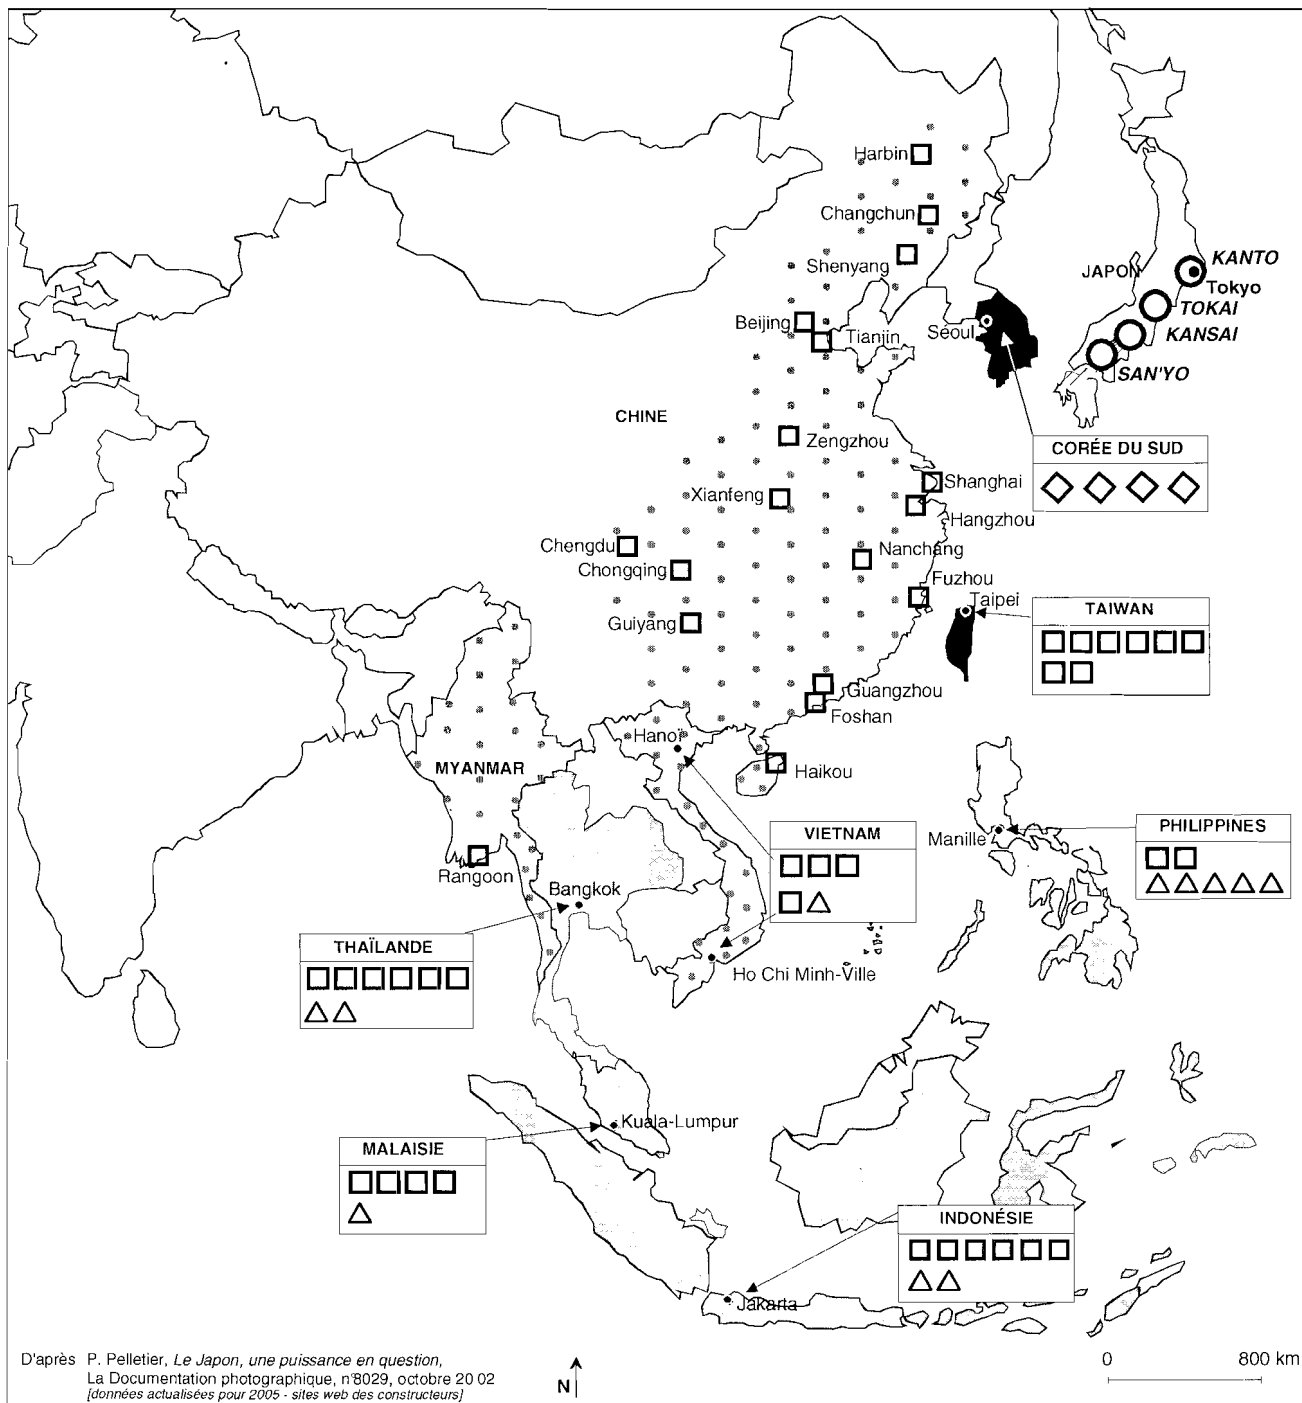 Harbin
Changchun
Shenyang
KANTO
JAPON
Tokyo
TOKAI
Beijing
Tianjin
Séoul
KANSAI
SAN'YO
CHINE
Zengzhou
CORÉE DU SUD
Shanghai
Xianfeng
Hangzhou
Chengdu
Nanchang
Chongqing
Fuzhou
Taipei
TAIWAN
Guiyang
Guangzhou
Foshan
Hanoï
MYANMAR
Haikou
VIETNAM
PHILIPPINES
Manille
Rangoon
Bangkok
THAÏLANDE
Ho Chi Minh-Ville
Kuala-Lumpur
MALAISIE
INDONÉSIE
Jakarta
D'après P. Pelletier, Le Japon, une puissance en question,
La Documentation photographique, n°8029, octobre 20 02
[données actualisées pour 2005 - sites web des constructeurs]
N
0 800 km